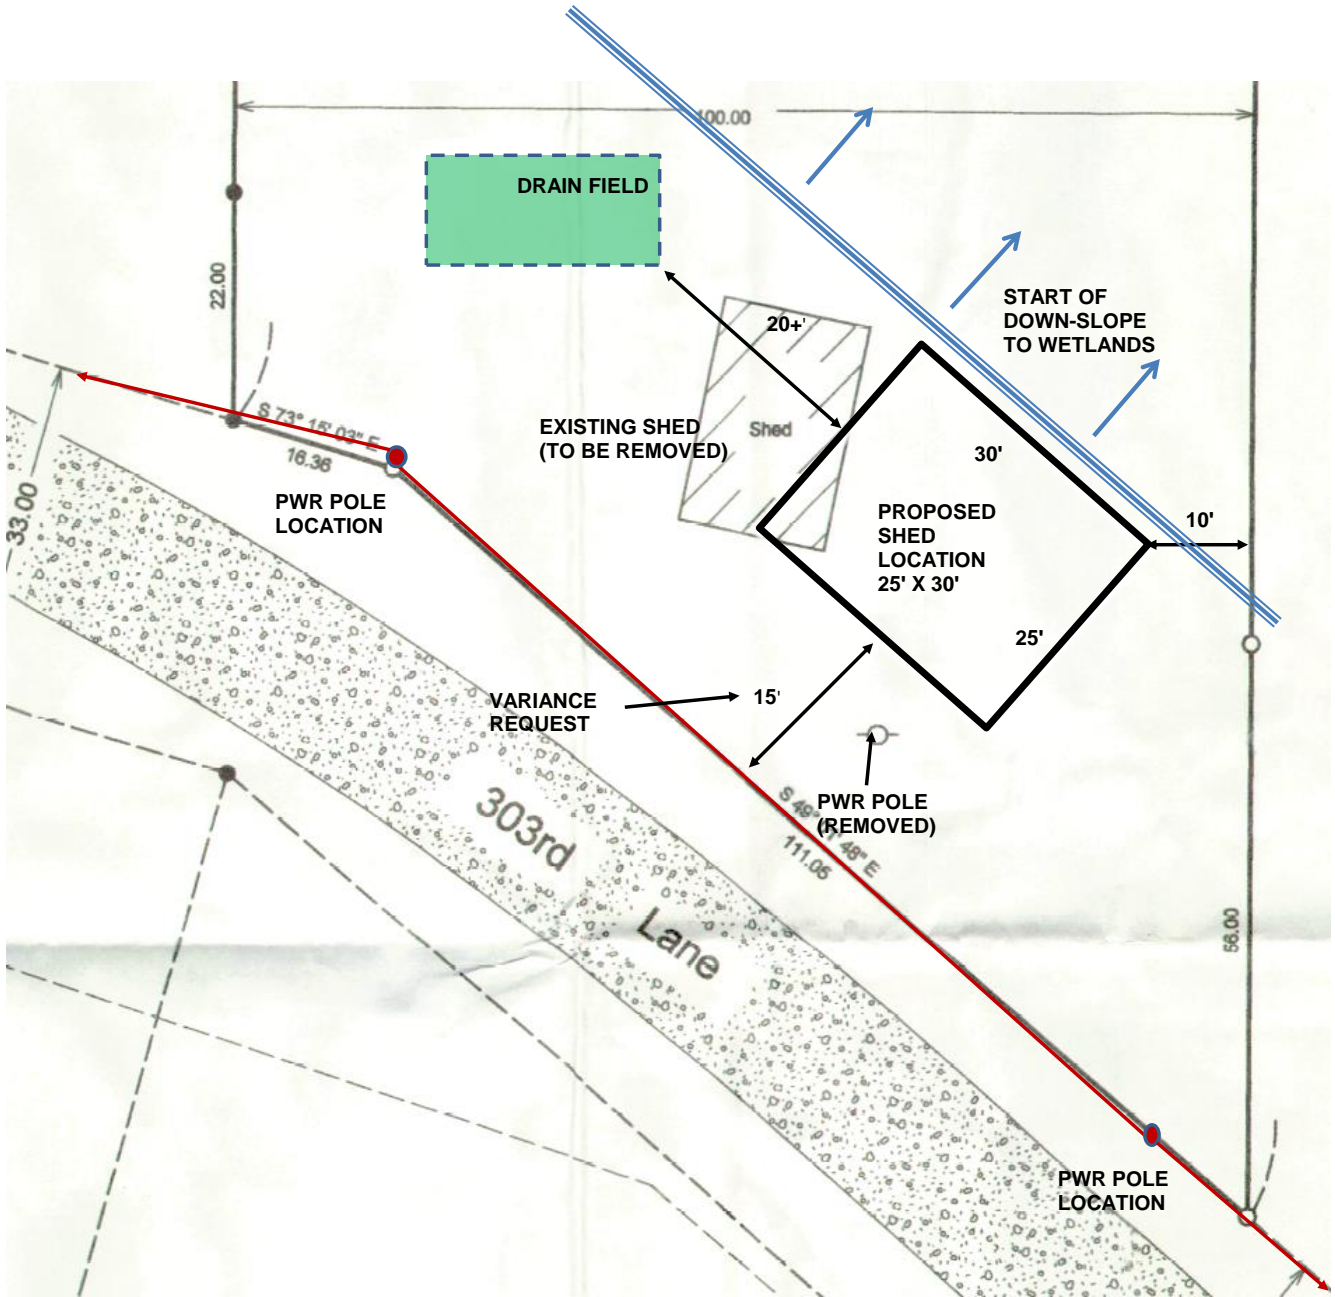 100.00
DRAIN FIELD
22.00
START OF
DOWN-SLOPE
TO WETLANDS
20+'
S 73° 15' 03" E
16.36
EXISTING SHED
(TO BE REMOVED)
Shed
30'
33.00
PWR POLE
LOCATION
PROPOSED
SHED
LOCATION
25' X 30'
10'
25'
VARIANCE
REQUEST
15'
303rd
Lane
PWR POLE
(REMOVED)
111.05
66.00
PWR POLE
LOCATION